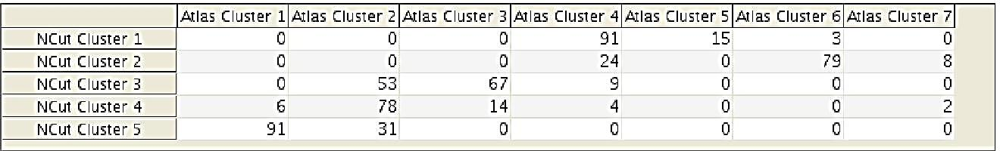 Atlas Cluster 1 Atlas Cluster 2 Atlas Cluster 3 Atlas Cluster 4 Atlas Cluster 5 Atlas Cluster 6 Atlas Cluster 7
NCut Cluster 1 0 0 0 91 15 3 0
NCut Cluster 2 0 0 0 24 0 79 8
NCut Cluster 3 0 53 67 9 0 0 0
NCut Cluster 4 6 78 14 4 0 0 2
NCut Cluster 5 91 31 0 0 0 0 0